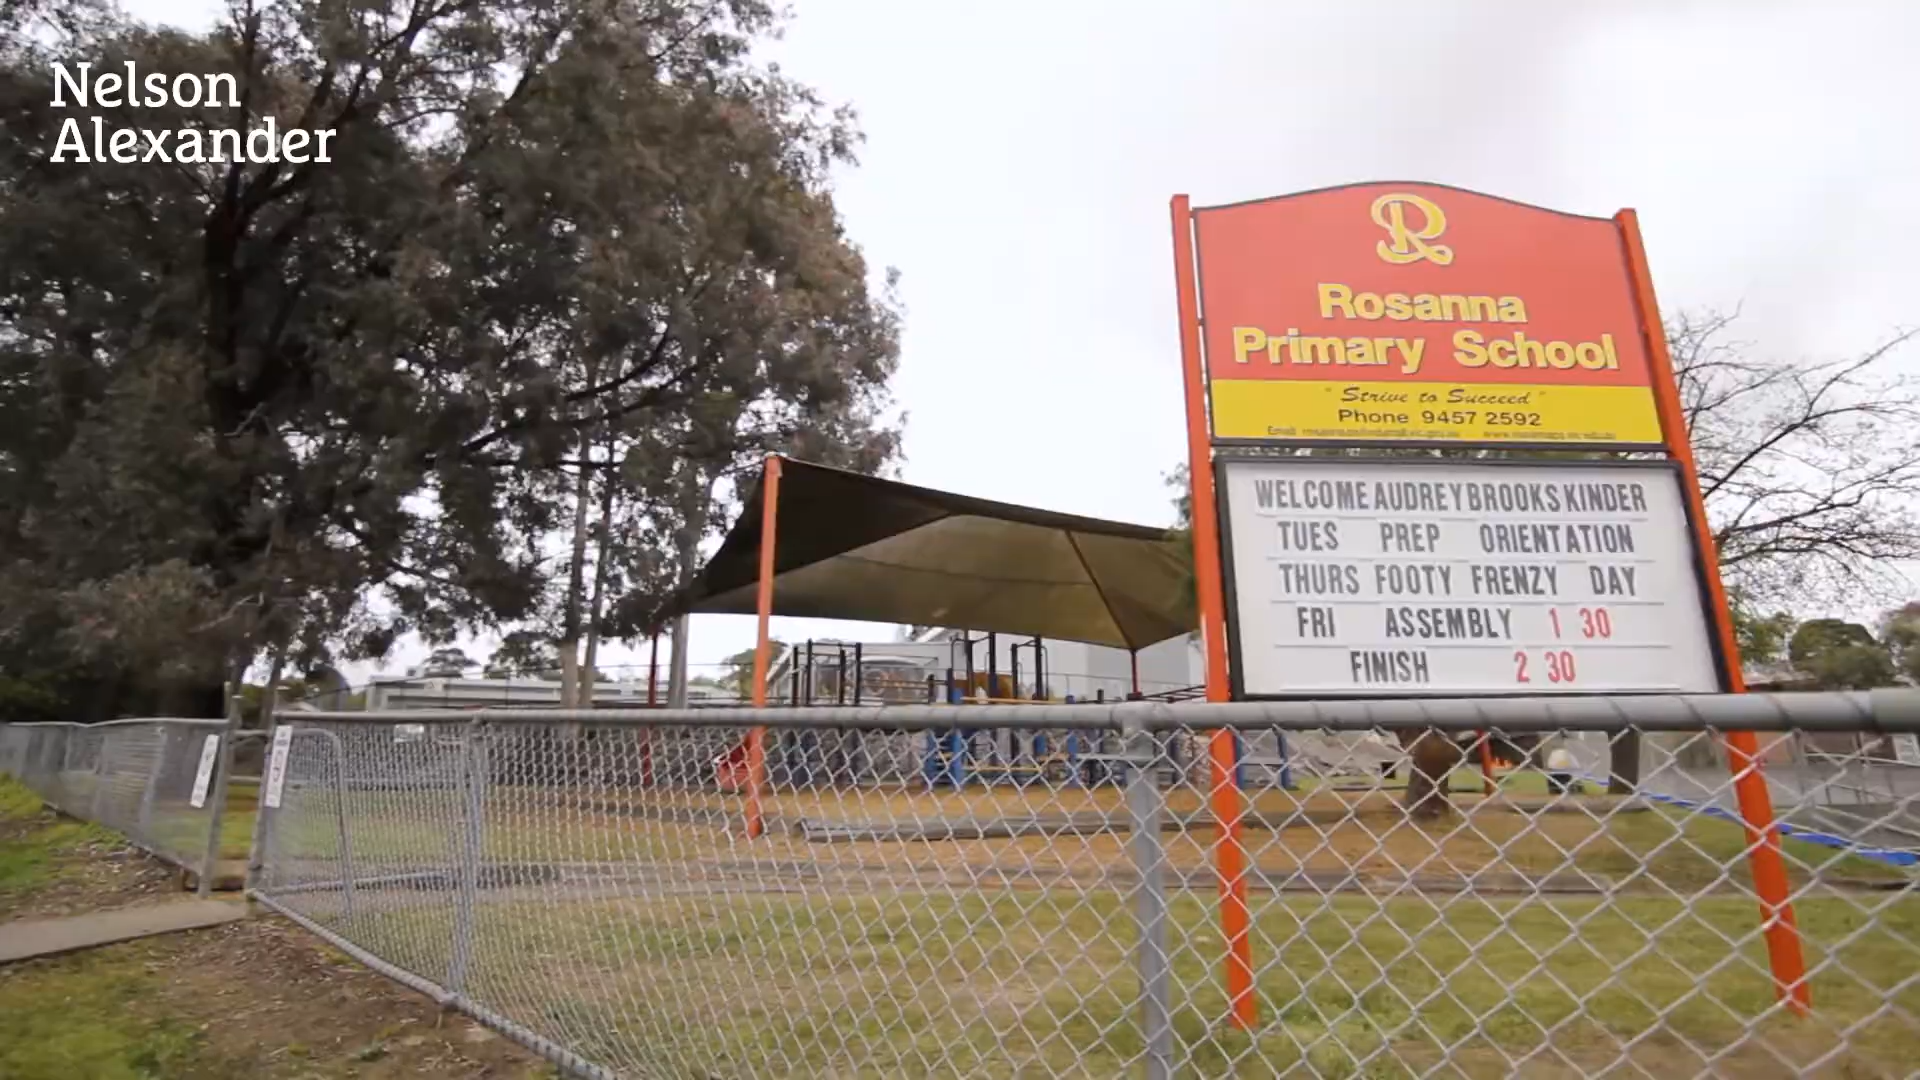 Nelson
Alexander
R
Rosanna
Primary School
"Strive to Succeed"
Phone 9457 2592
WELCOME AUDREY BROOKS KINDER
TUES PREP ORIENTATION
THURS FOOTY FRENZY DAY
FRI ASSEMBLY 1 30
FINISH 2 30